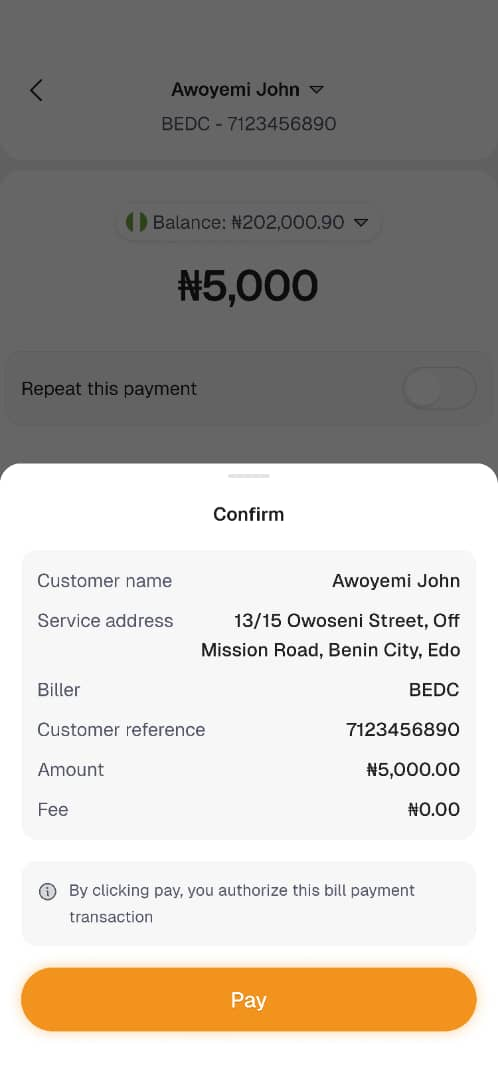 Awoyemi John
BEDC - 7123456890
Balance: ₦202,000.90
₦5,000
Repeat this payment
Confirm
Customer name Awoyemi John
Service address 13/15 Owoseni Street, Off
Mission Road, Benin City, Edo
Biller BEDC
Customer reference 7123456890
Amount ₦5,000.00
Fee ₦0.00
By clicking pay, you authorize this bill payment
transaction
Pay